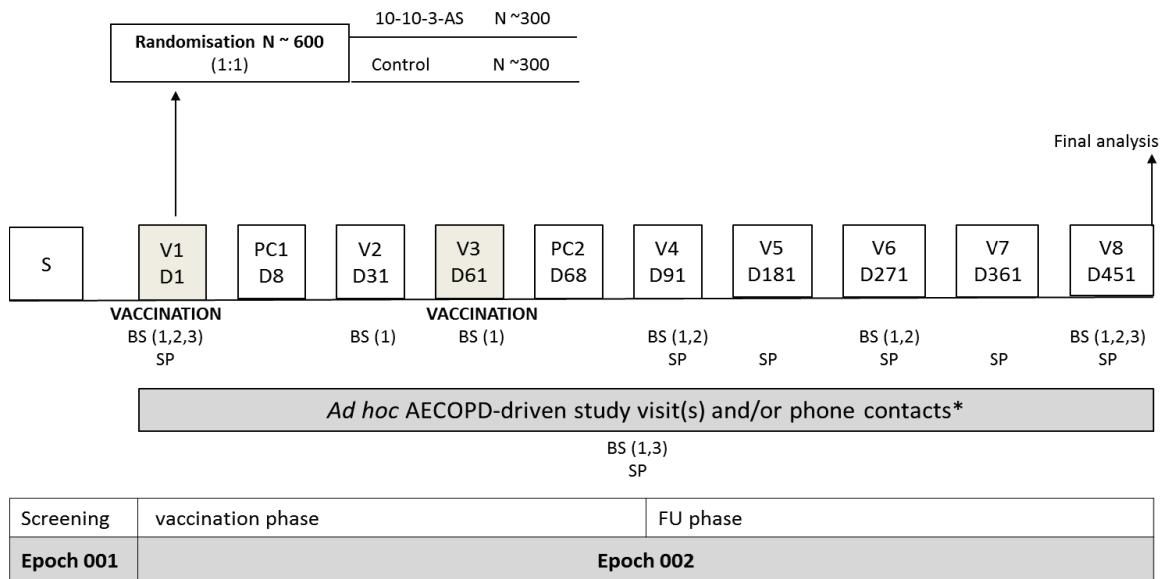 10-10-3-AS N ~300
Randomisation N ~ 600
(1:1)
Control N ~300
Final analysis
S
V1
D1
PC1
D8
V2
D31
V3
D61
PC2
D68
V4
D91
V5
D181
V6
D271
V7
D361
V8
D451
VACCINATION
BS (1,2,3)
SP
BS (1)
VACCINATION
BS (1)
BS (1,2)
SP
SP
BS (1,2)
SP
SP
BS (1,2,3)
SP
Ad hoc AECOPD-driven study visit(s) and/or phone contacts*
BS (1,3)
SP
Screening vaccination phase FU phase
Epoch 001 Epoch 002